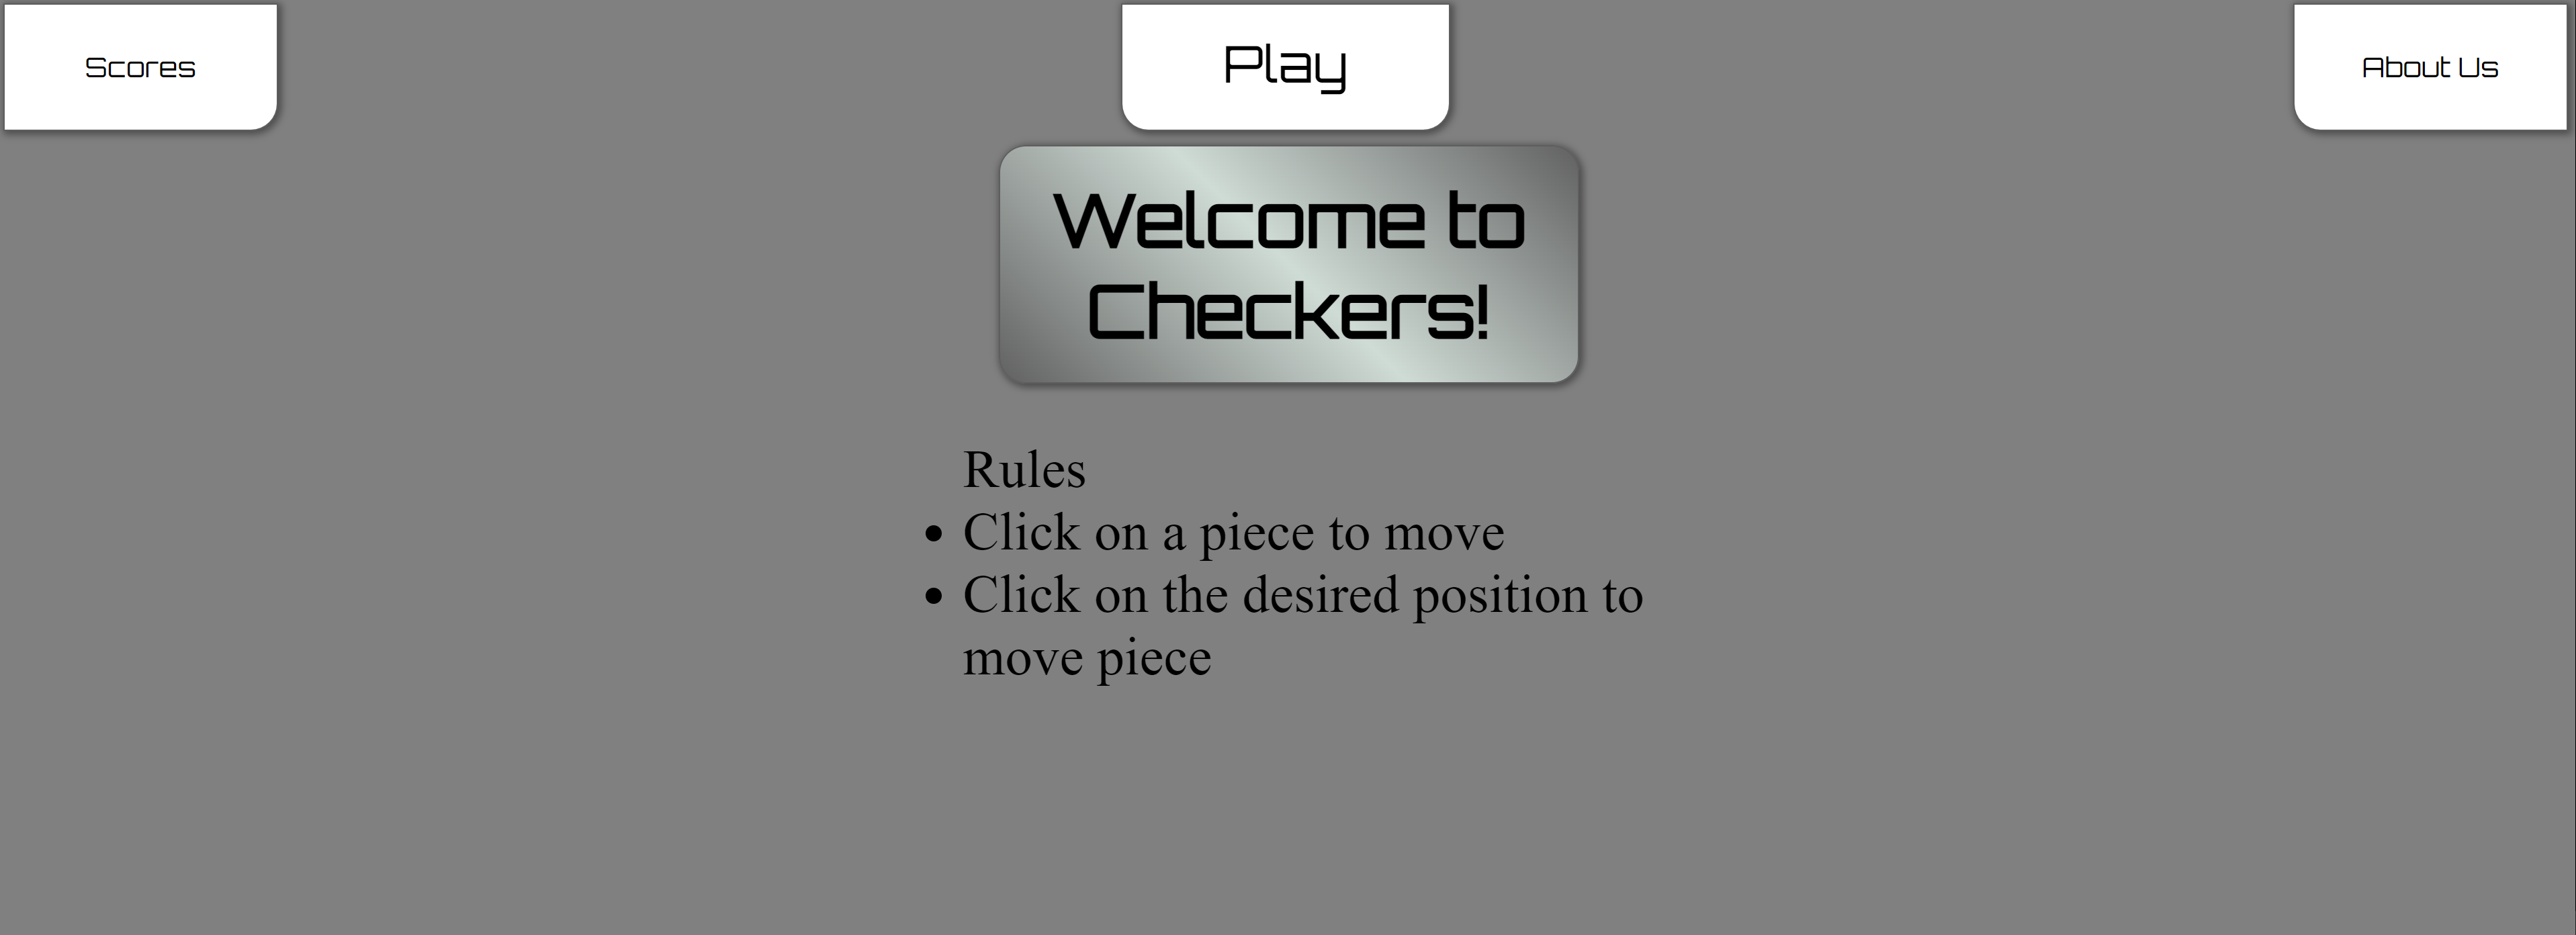 Scores
Play
About Us
Welcome to
Checkers!
Rules
Click on a piece to move
Click on the desired position to
move piece